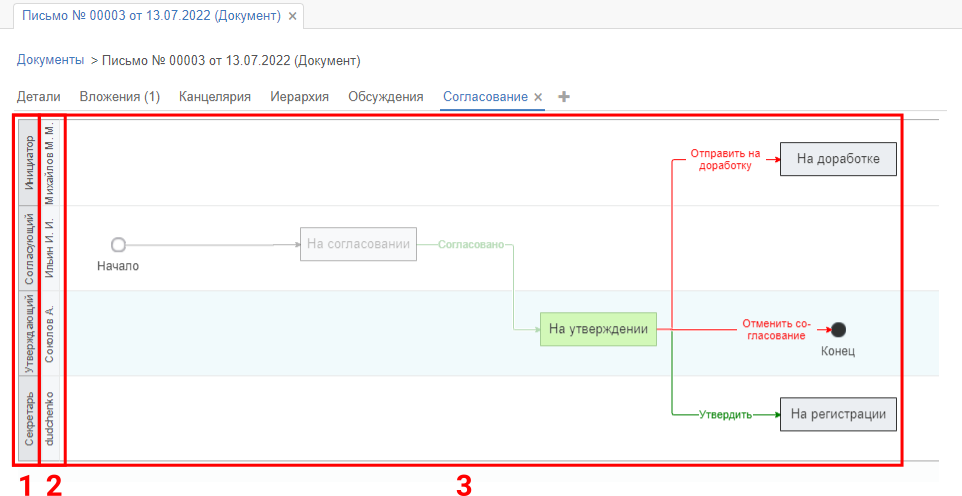 Письмо № 00003 от 13.07.2022 (Документ) ×
Документы > Письмо № 00003 от 13.07.2022 (Документ)
Детали Вложения (1) Канцелярия Иерархия Обсуждения Согласование × +
Инициатор
Михайлов М. М.
Отправить на
доработку
На доработке
Согласующий
Ильин И. И.
Начало
На согласовании
Согласовано
Утверждающий
Соколов А.
На утверждении
Отменить со-
гласование
Конец
Секретарь
dudchenko
Утвердить
На регистрации
1 2 3